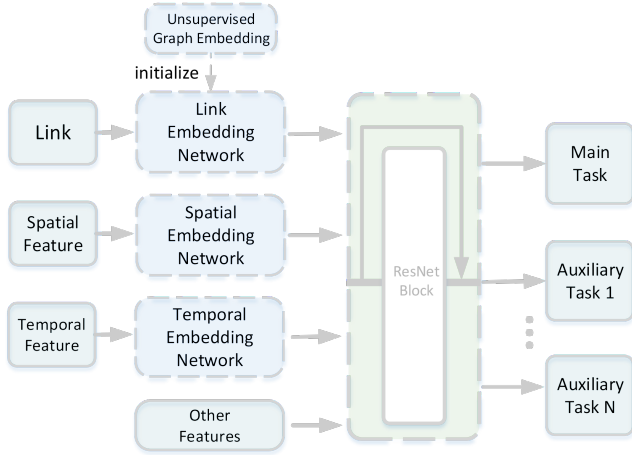 Unsupervised
Graph Embedding
initialize
Link
Link
Embedding
Network
Spatial
Feature
Spatial
Embedding
Network
Temporal
Feature
Temporal
Embedding
Network
Other
Features
ResNet
Block
Main
Task
Auxiliary
Task 1
Auxiliary
Task N